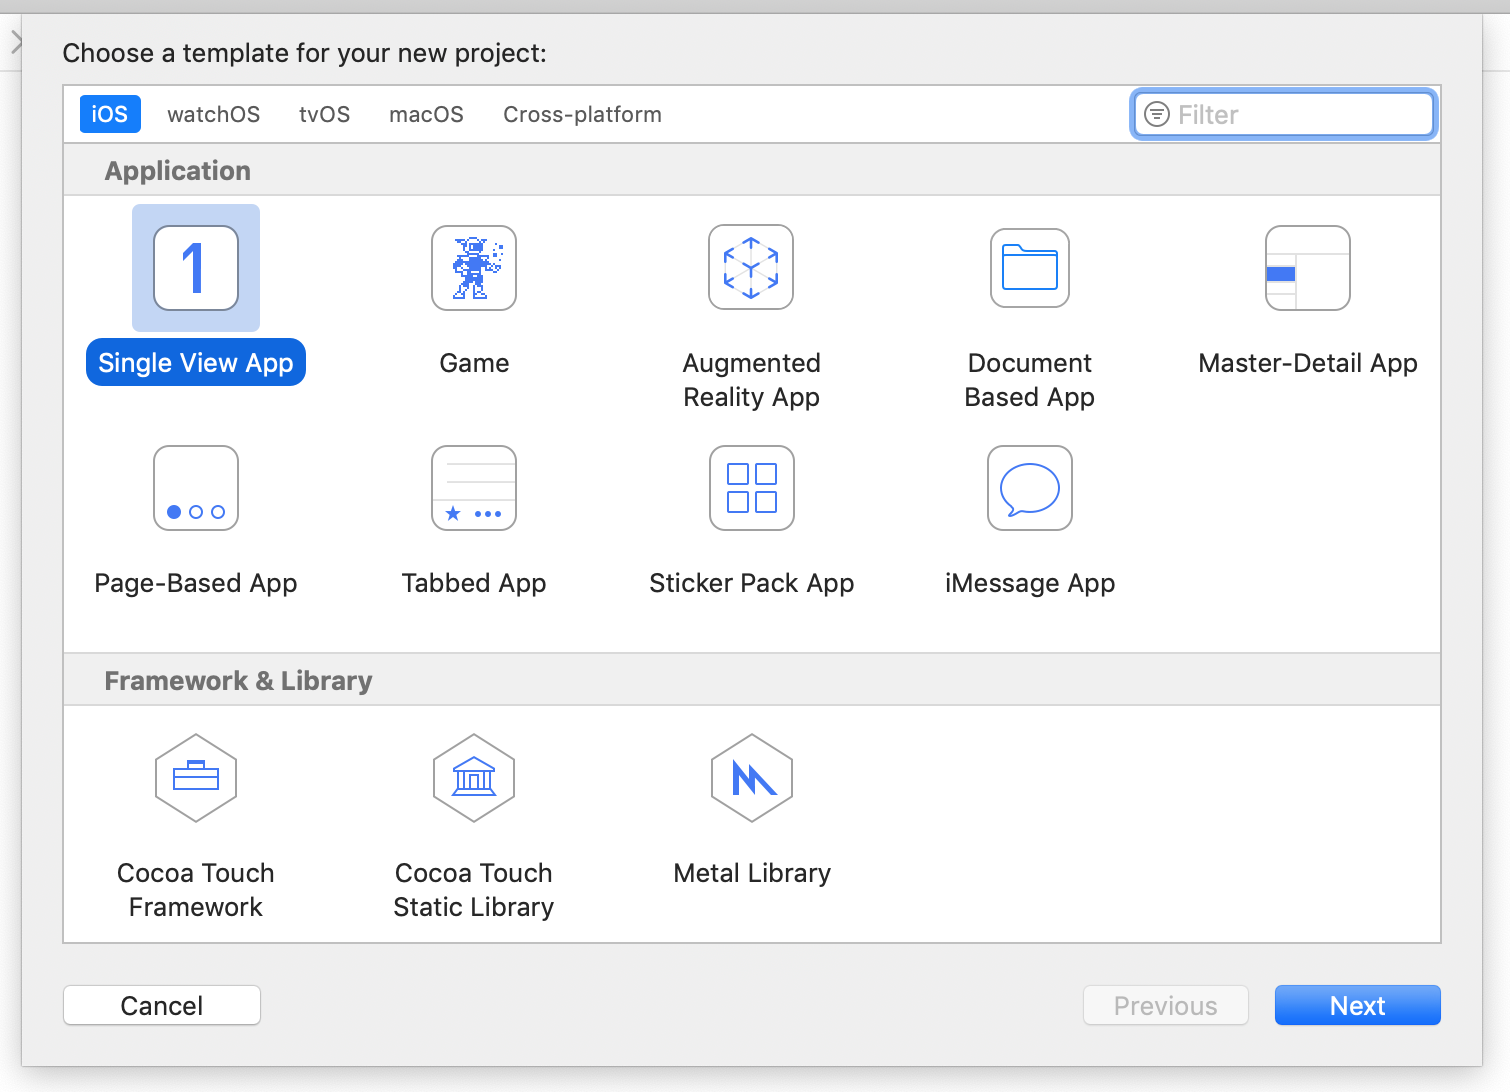 Choose a template for your new project:
iOS watchOS tvOS macOS Cross-platform Filter
Application
1
Single View App Game Augmented Document Master-Detail App
Reality App Based App
Page-Based App Tabbed App Sticker Pack App iMessage App
Framework & Library
Cocoa Touch Cocoa Touch Metal Library
Framework Static Library
Cancel Previous Next